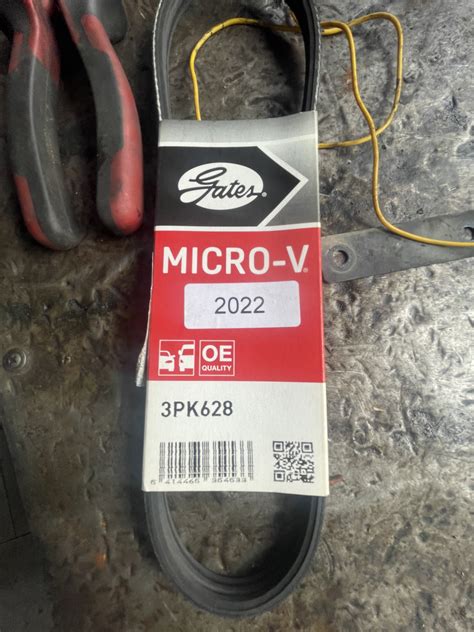 Gates
MICRO-V®
2022
OE
QUALITY
3PK628